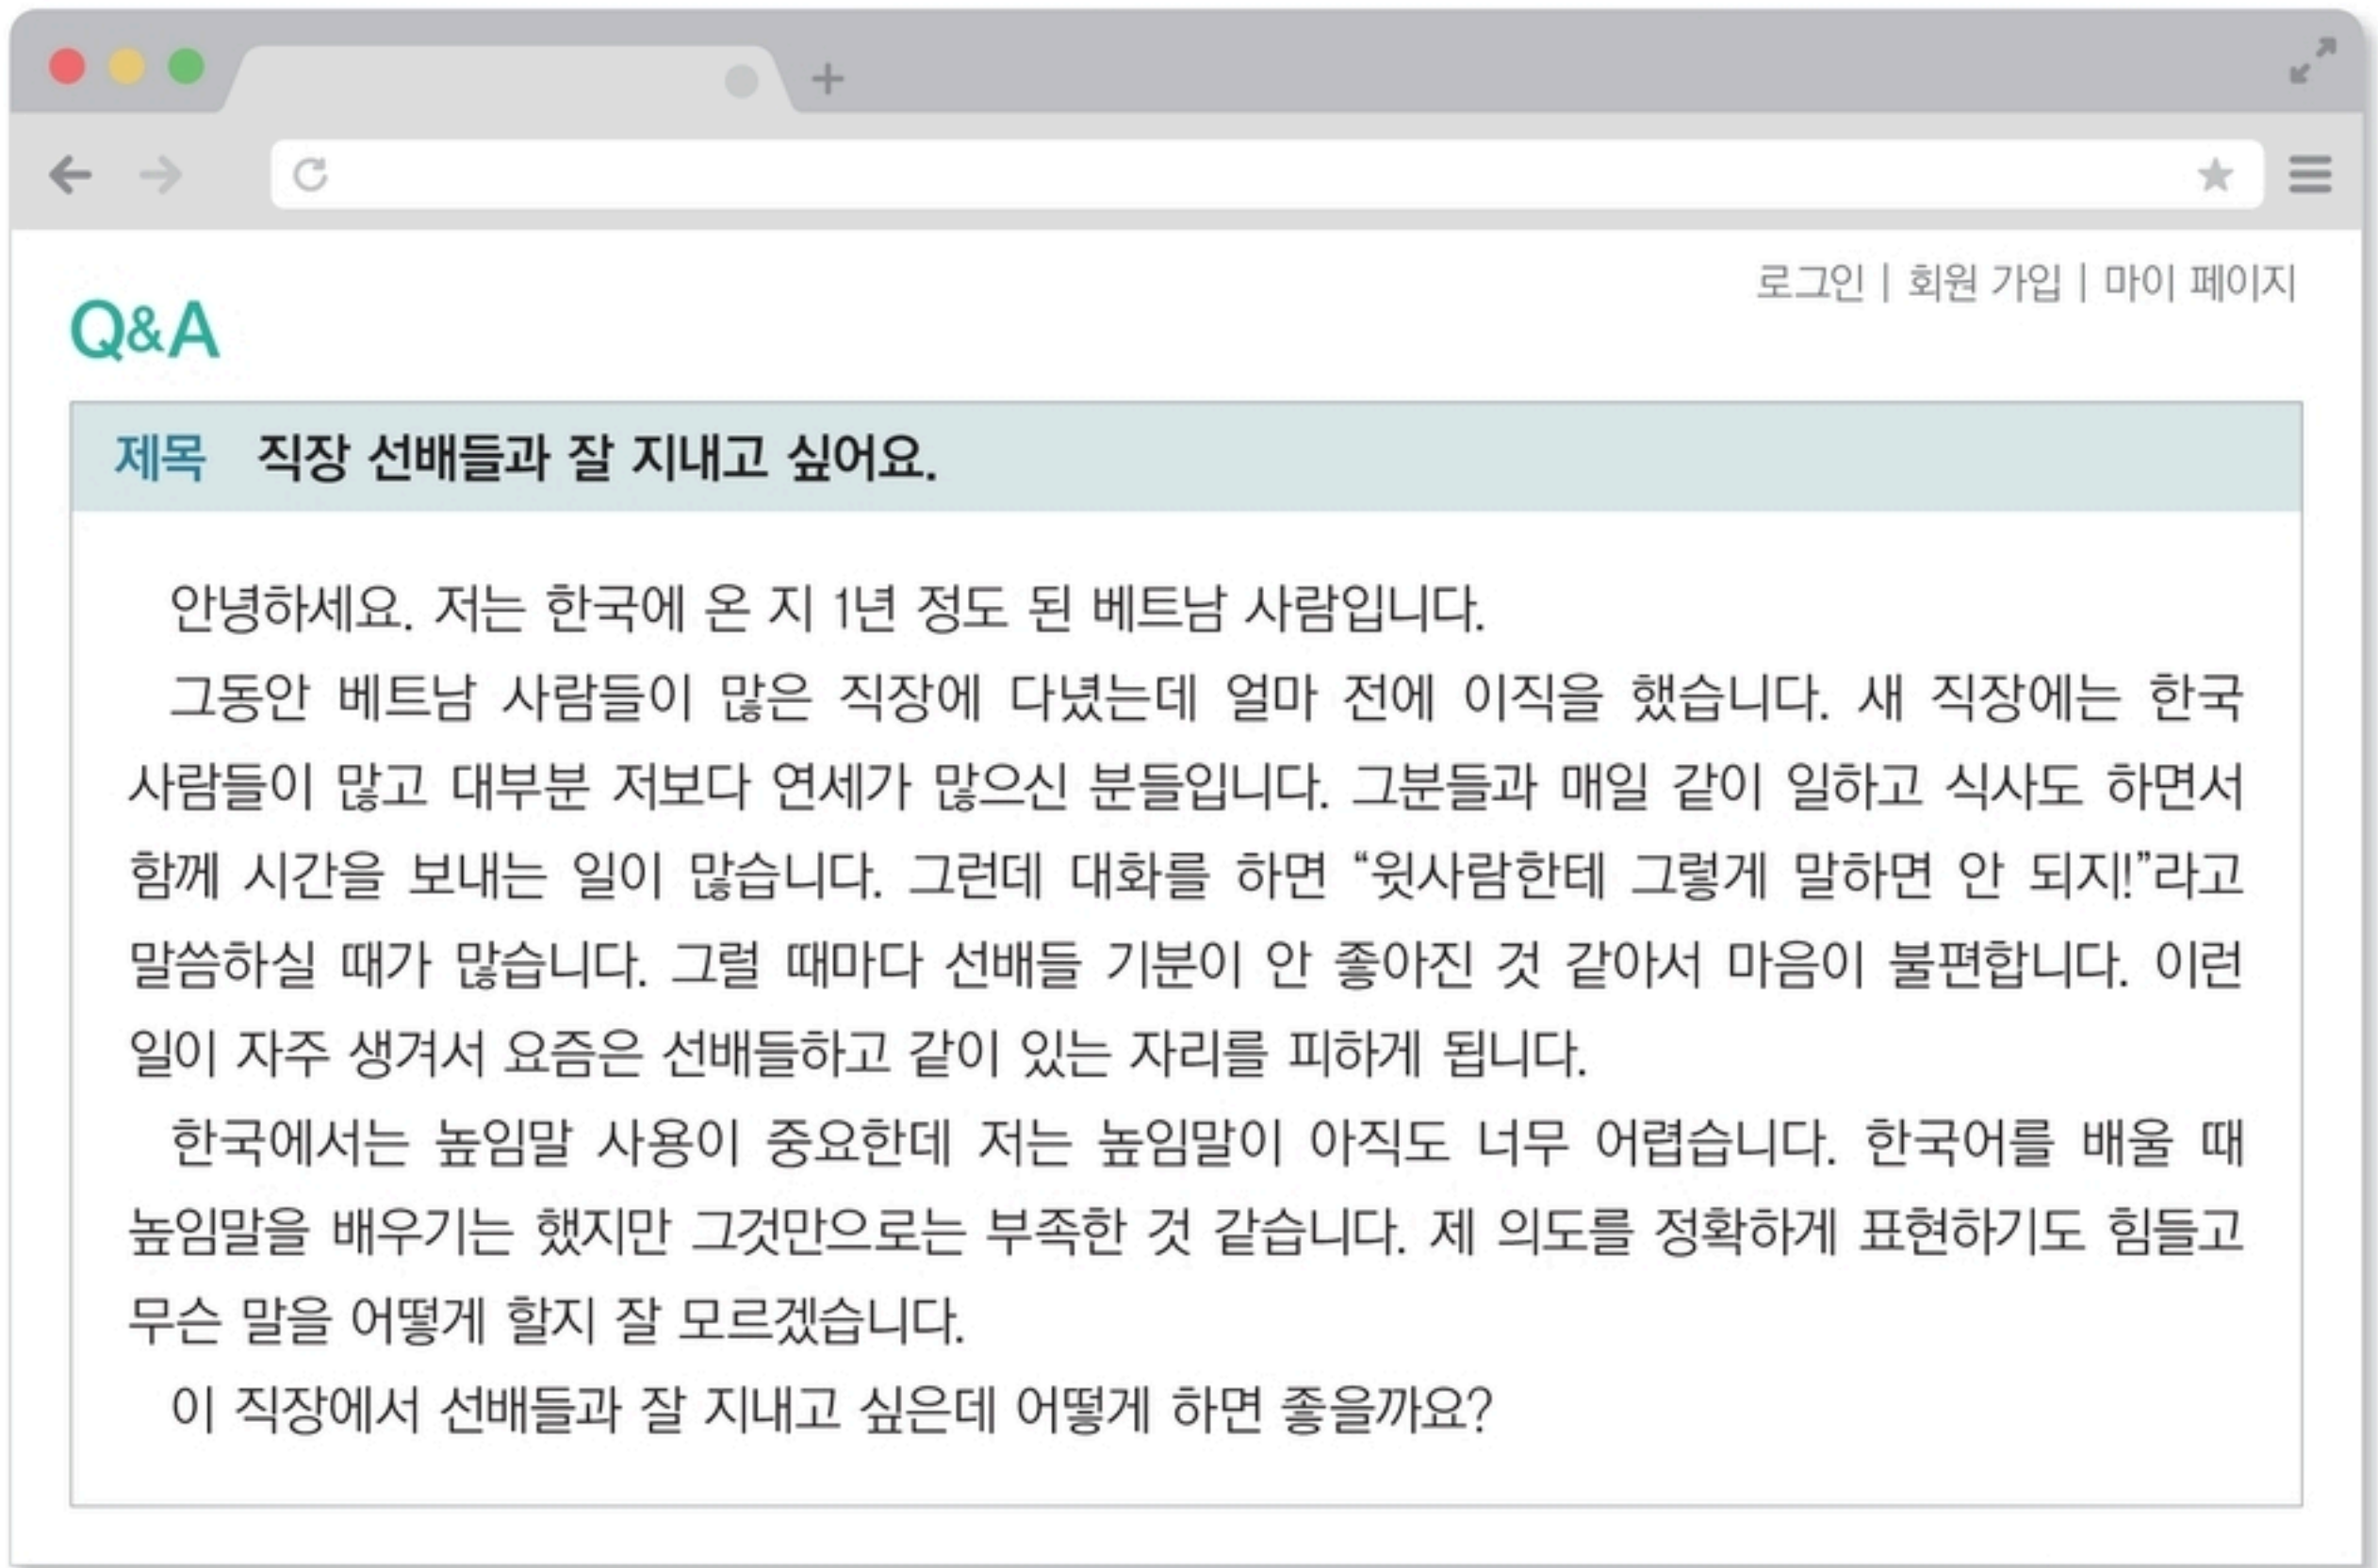 로그인 | 회원 가입 | 마이 페이지
Q&A
제목 직장 선배들과 잘 지내고 싶어요.
안녕하세요. 저는 한국에 온 지 1년 정도 된 베트남 사람입니다.
그동안 베트남 사람들이 많은 직장에 다녔는데 얼마 전에 이직을 했습니다. 새 직장에는 한국
사람들이 많고 대부분 저보다 연세가 많으신 분들입니다. 그분들과 매일 같이 일하고 식사도 하면서
함께 시간을 보내는 일이 많습니다. 그런데 대화를 하면 “윗사람한테 그렇게 말하면 안 되지!”라고
말씀하실 때가 많습니다. 그럴 때마다 선배들 기분이 안 좋아진 것 같아서 마음이 불편합니다. 이런
일이 자주 생겨서 요즘은 선배들하고 같이 있는 자리를 피하게 됩니다.
한국에서는 높임말 사용이 중요한데 저는 높임말이 아직도 너무 어렵습니다. 한국어를 배울 때
높임말을 배우기는 했지만 그것만으로는 부족한 것 같습니다. 제 의도를 정확하게 표현하기도 힘들고
무슨 말을 어떻게 할지 잘 모르겠습니다.
이 직장에서 선배들과 잘 지내고 싶은데 어떻게 하면 좋을까요?